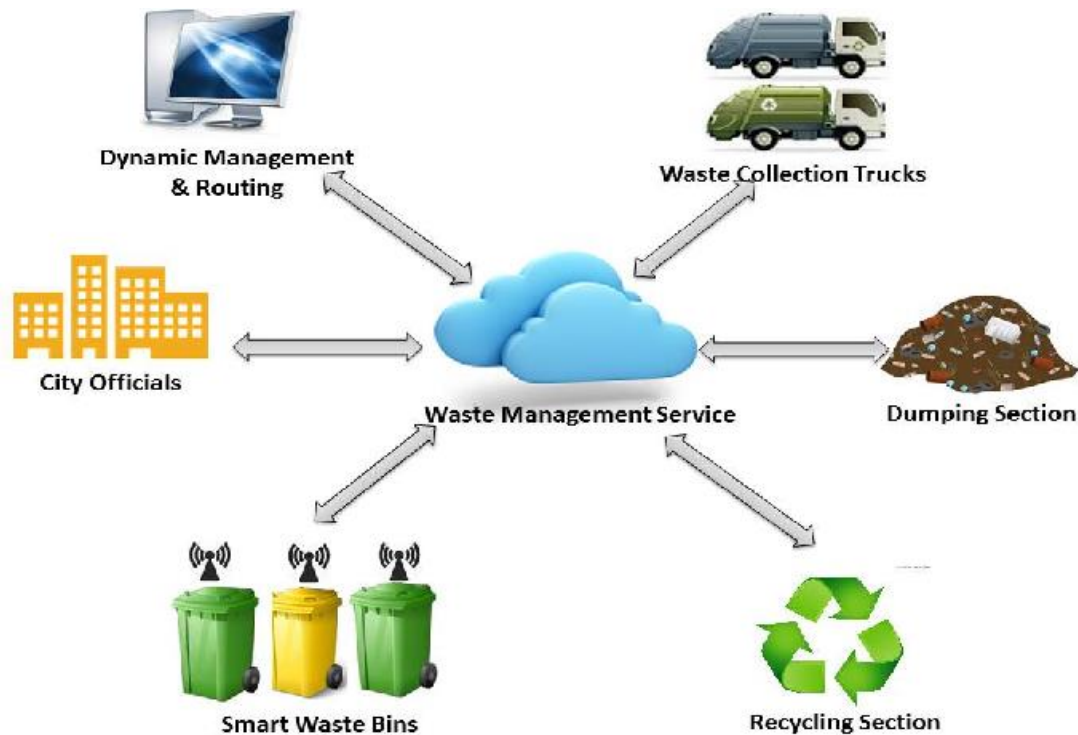 Dynamic Management
& Routing
Waste Collection Trucks
City Officials
Waste Management Service
Dumping Section
Smart Waste Bins
Recycling Section